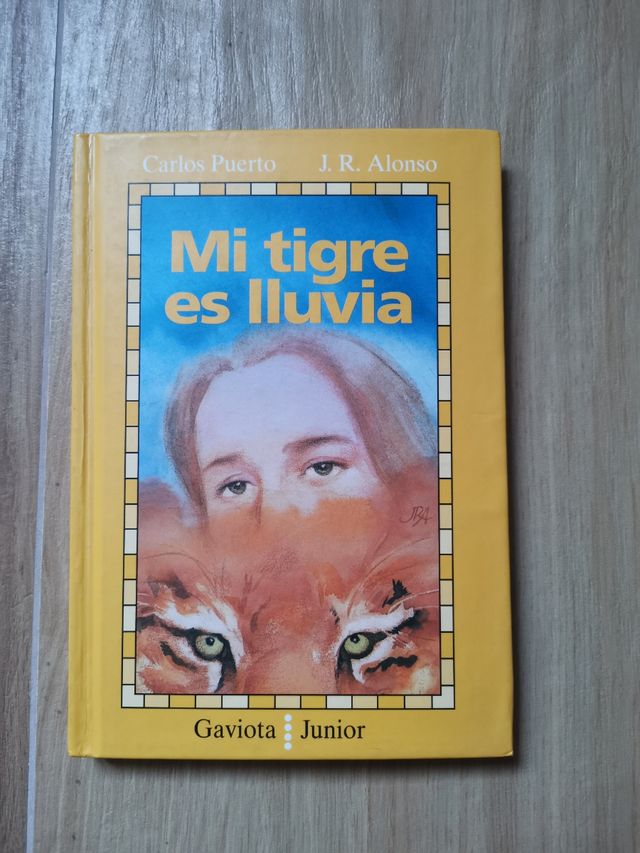 Carlos Puerto J. R. Alonso
Mi tigre
es lluvia
Gaviota Junior